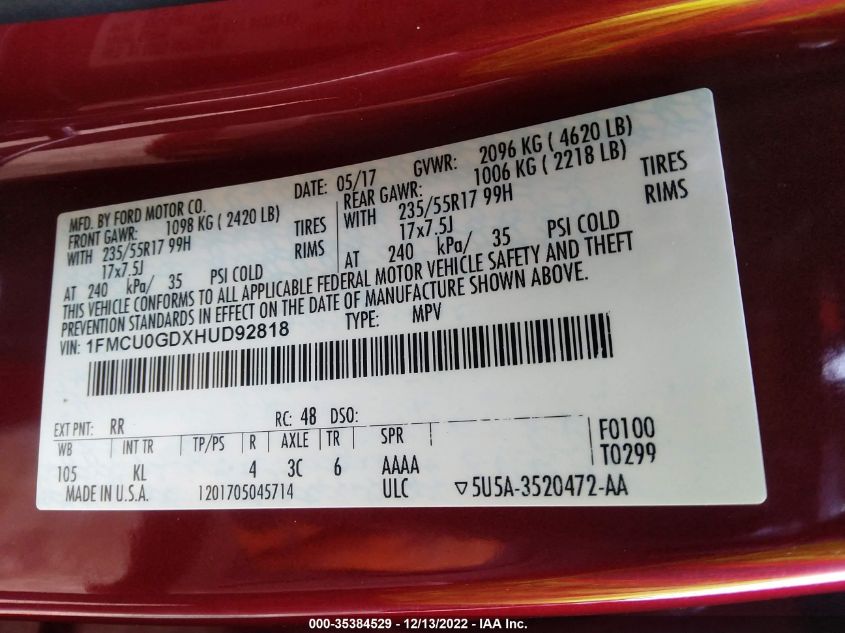 MFD. BY FORD MOTOR CO. DATE: 05/17 GVWR: 2096 KG ( 4620 LB)
FRONT GAWR: 1098 KG ( 2420 LB) REAR GAWR: 1006 KG ( 2218 LB)
WITH 235/55R17 99H TIRES WITH 235/55R17 99H TIRES
17x7.5J RIMS 17x7.5J RIMS
AT 240 kPa/ 35 PSI COLD AT 240 kPa/ 35 PSI COLD
THIS VEHICLE CONFORMS TO ALL APPLICABLE FEDERAL MOTOR VEHICLE SAFETY AND THEFT
PREVENTION STANDARDS IN EFFECT ON THE DATE OF MANUFACTURE SHOWN ABOVE.
VIN: 1FMCU0GDXHUD92818 TYPE: MPV
EXT PNT: RR RC: 48 DSO:
WB INT TR TP/PS R AXLE TR SPR F0100
105 KL 4 3C 6 AAAA T0299
MADE IN U.S.A. 1201705045714 ULC ▽5U5A-3520472-AA
000-35384529 - 12/13/2022 - IAA Inc.